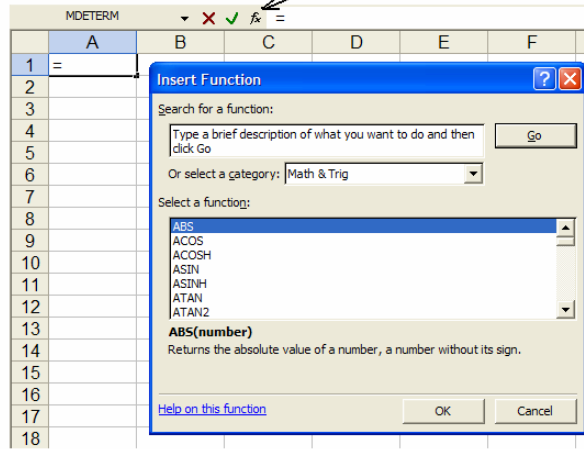 MDETERM fx =
A B C D E F
1 =
2
3
4
5
6
7
8
9
10
11
12
13
14
15
16
17
18
Insert Function
Search for a function:
Type a brief description of what you want to do and then
click Go
Go
Or select a category: Math & Trig
Select a function:
ABS
ACOS
ACOSH
ASIN
ASINH
ATAN
ATAN2
ABS(number)
Returns the absolute value of a number, a number without its sign.
Help on this function OK Cancel